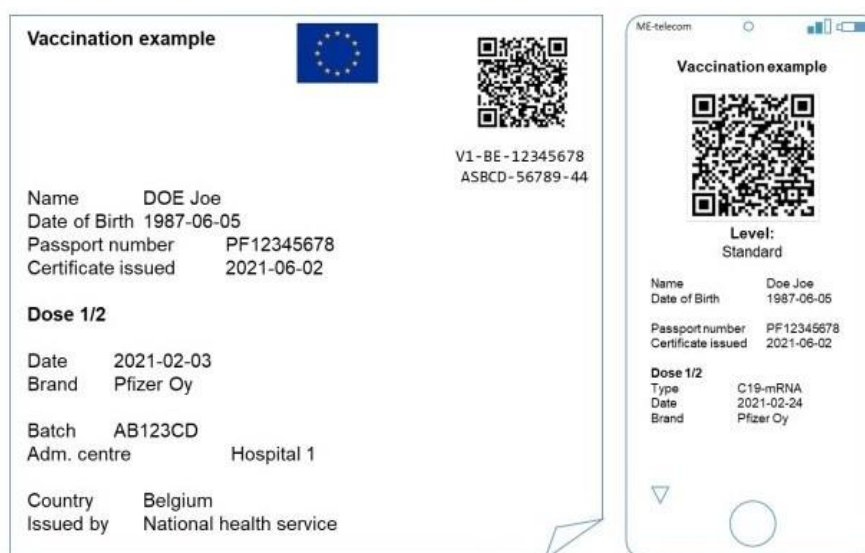 Vaccination example
V1-BE-12345678
ASBCD-56789-44
Name DOE Joe
Date of Birth 1987-06-05
Passport number PF12345678
Certificate issued 2021-06-02
Dose 1/2
Date 2021-02-03
Brand Pfizer Oy
Batch AB123CD
Adm. centre Hospital 1
Country Belgium
Issued by National health service
ME-telecom
Vaccination example
Level:
Standard
Name Doe Joe
Date of Birth 1987-06-05
Passport number PF12345678
Certificate issued 2021-06-02
Dose 1/2
Type C19-mRNA
Date 2021-02-24
Brand Pfizer Oy